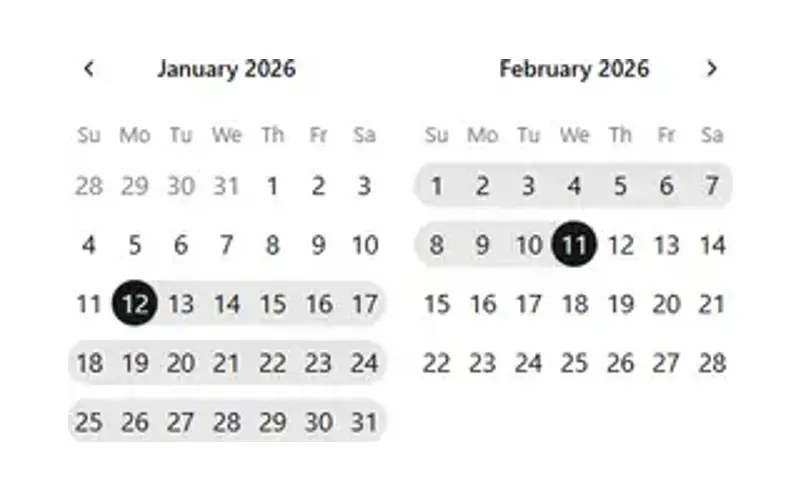 January 2026
Su Mo Tu We Th Fr Sa
28 29 30 31 1 2 3
4 5 6 7 8 9 10
11 12 13 14 15 16 17
18 19 20 21 22 23 24
25 26 27 28 29 30 31
February 2026
Su Mo Tu We Th Fr Sa
1 2 3 4 5 6 7
8 9 10 11 12 13 14
15 16 17 18 19 20 21
22 23 24 25 26 27 28